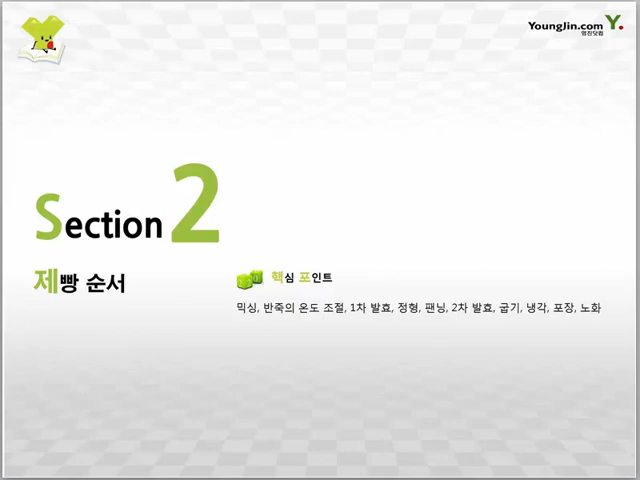 YoungJin.com Y.
영진닷컴
Section 2
제빵 순서
핵심 포인트
믹싱, 반죽의 온도 조절, 1차 발효, 정형, 팬닝, 2차 발효, 굽기, 냉각, 포장, 노화